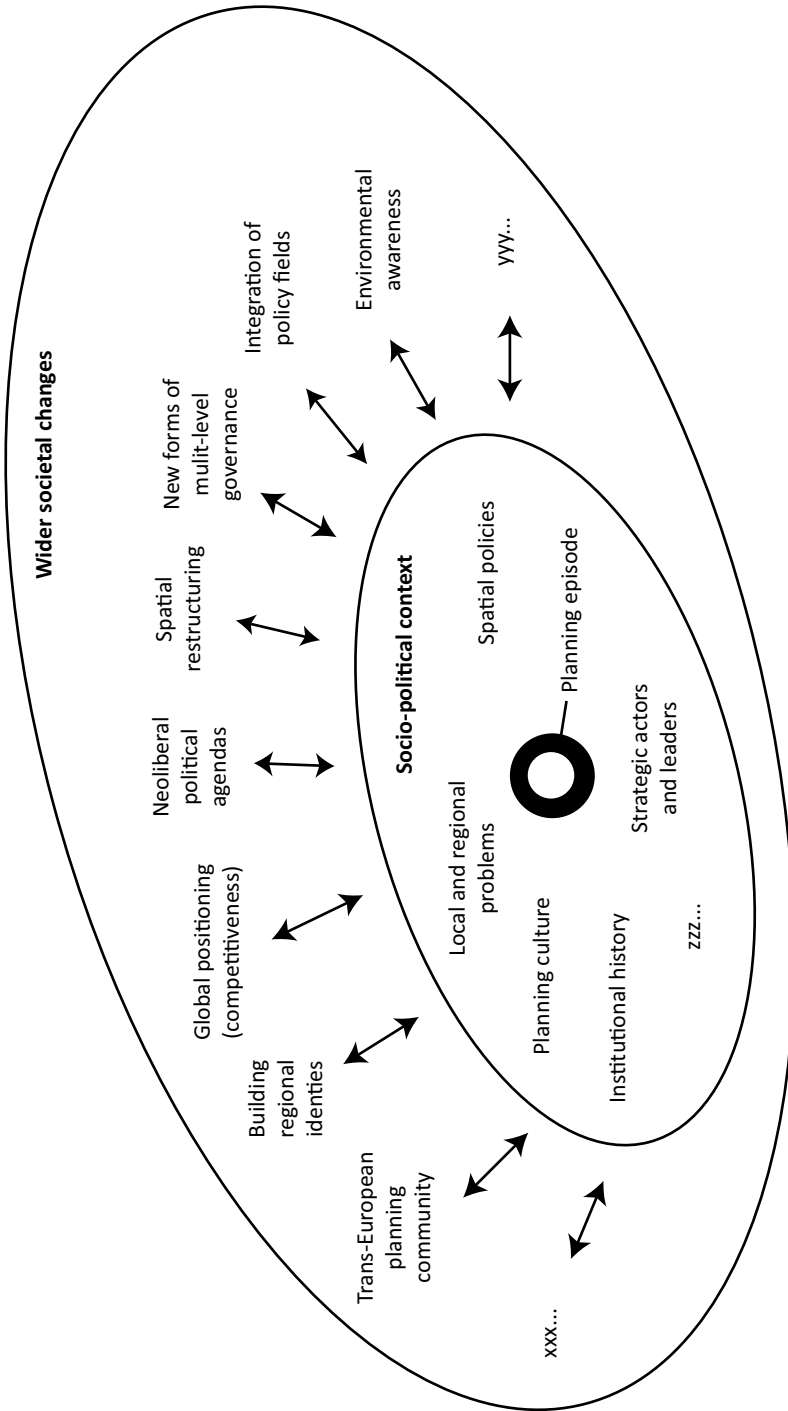 Wider societal changes
xxx...
Trans-European
planning
community
Building
regional
identies
Global positioning
(competitiveness)
Neoliberal
political
agendas
Spatial
restructuring
New forms of
mulit-level
governance
Integration of
policy fields
Environmental
awareness
yyy...
Socio-political context
Local and regional
problems
Planning culture
Institutional history
zzz...
Strategic actors
and leaders
Planning episode
Spatial policies